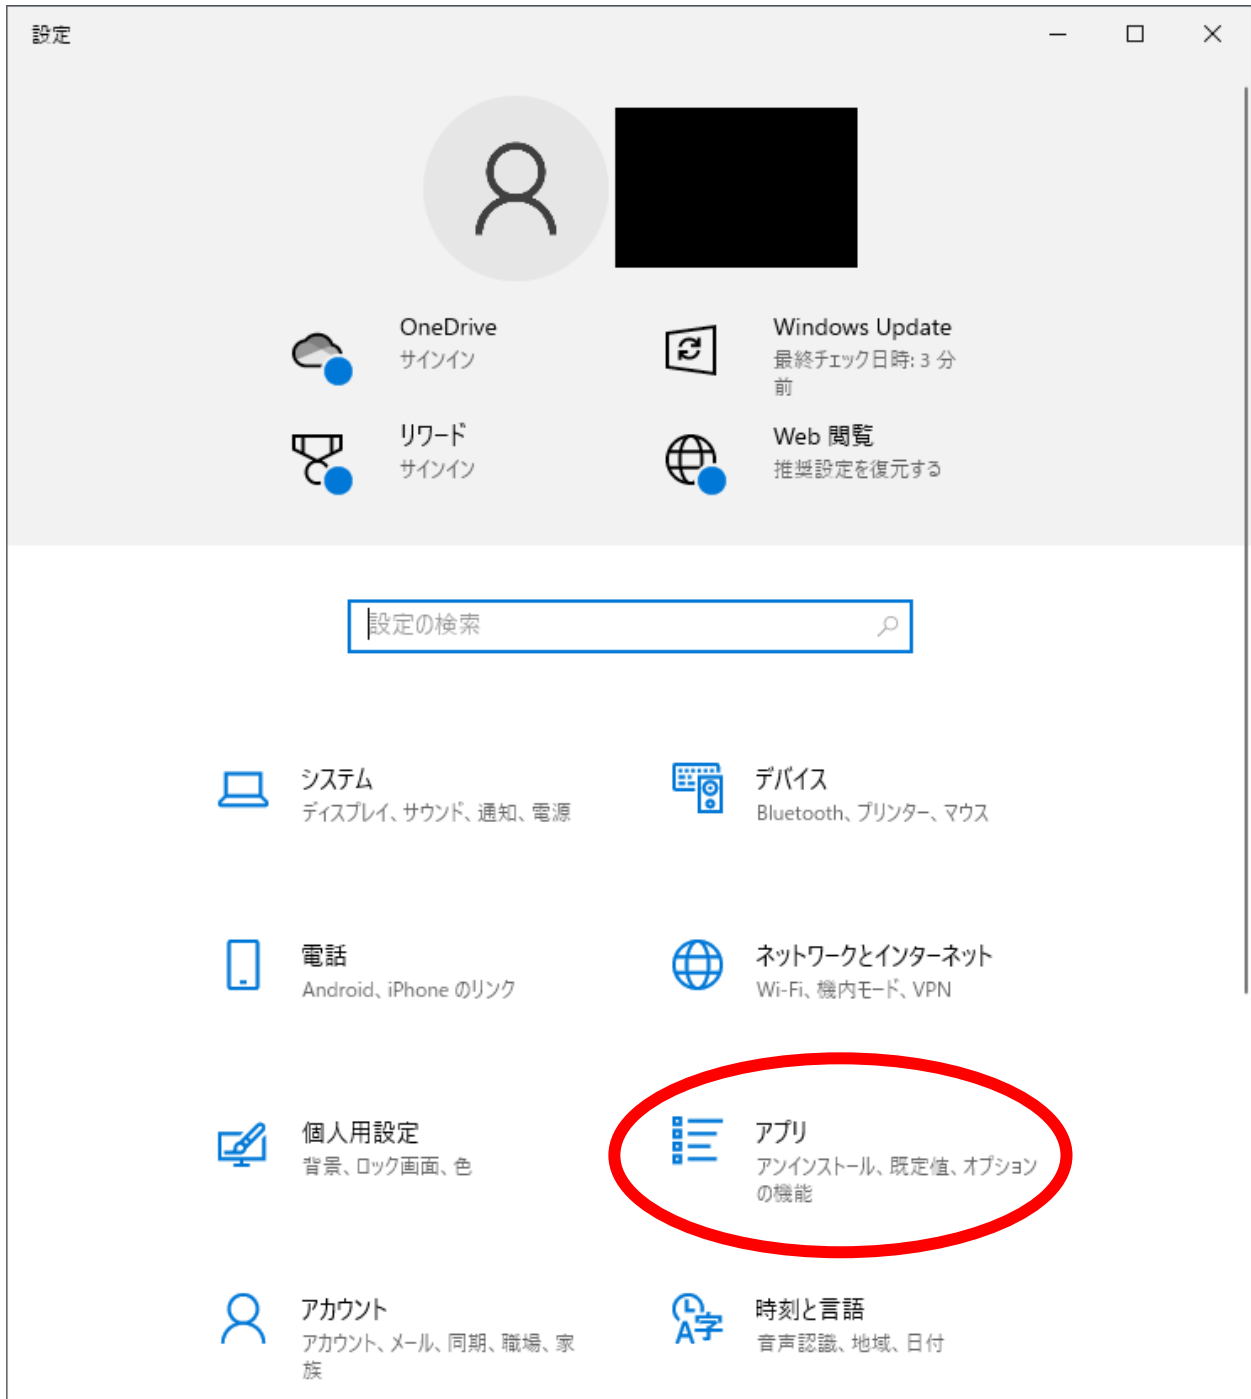 設定
OneDrive
サインイン
Windows Update
最終チェック日時: 3 分
前
リワード
サインイン
Web 閲覧
推奨設定を復元する
設定の検索
システム
ディスプレイ、サウンド、通知、電源
デバイス
Bluetooth、プリンター、マウス
電話
Android、iPhone のリンク
ネットワークとインターネット
Wi-Fi、機内モード、VPN
個人用設定
背景、ロック画面、色
アプリ
アンインストール、既定値、オプション
の機能
アカウント
アカウント、メール、同期、職場、家
族
時刻と言語
音声認識、地域、日付